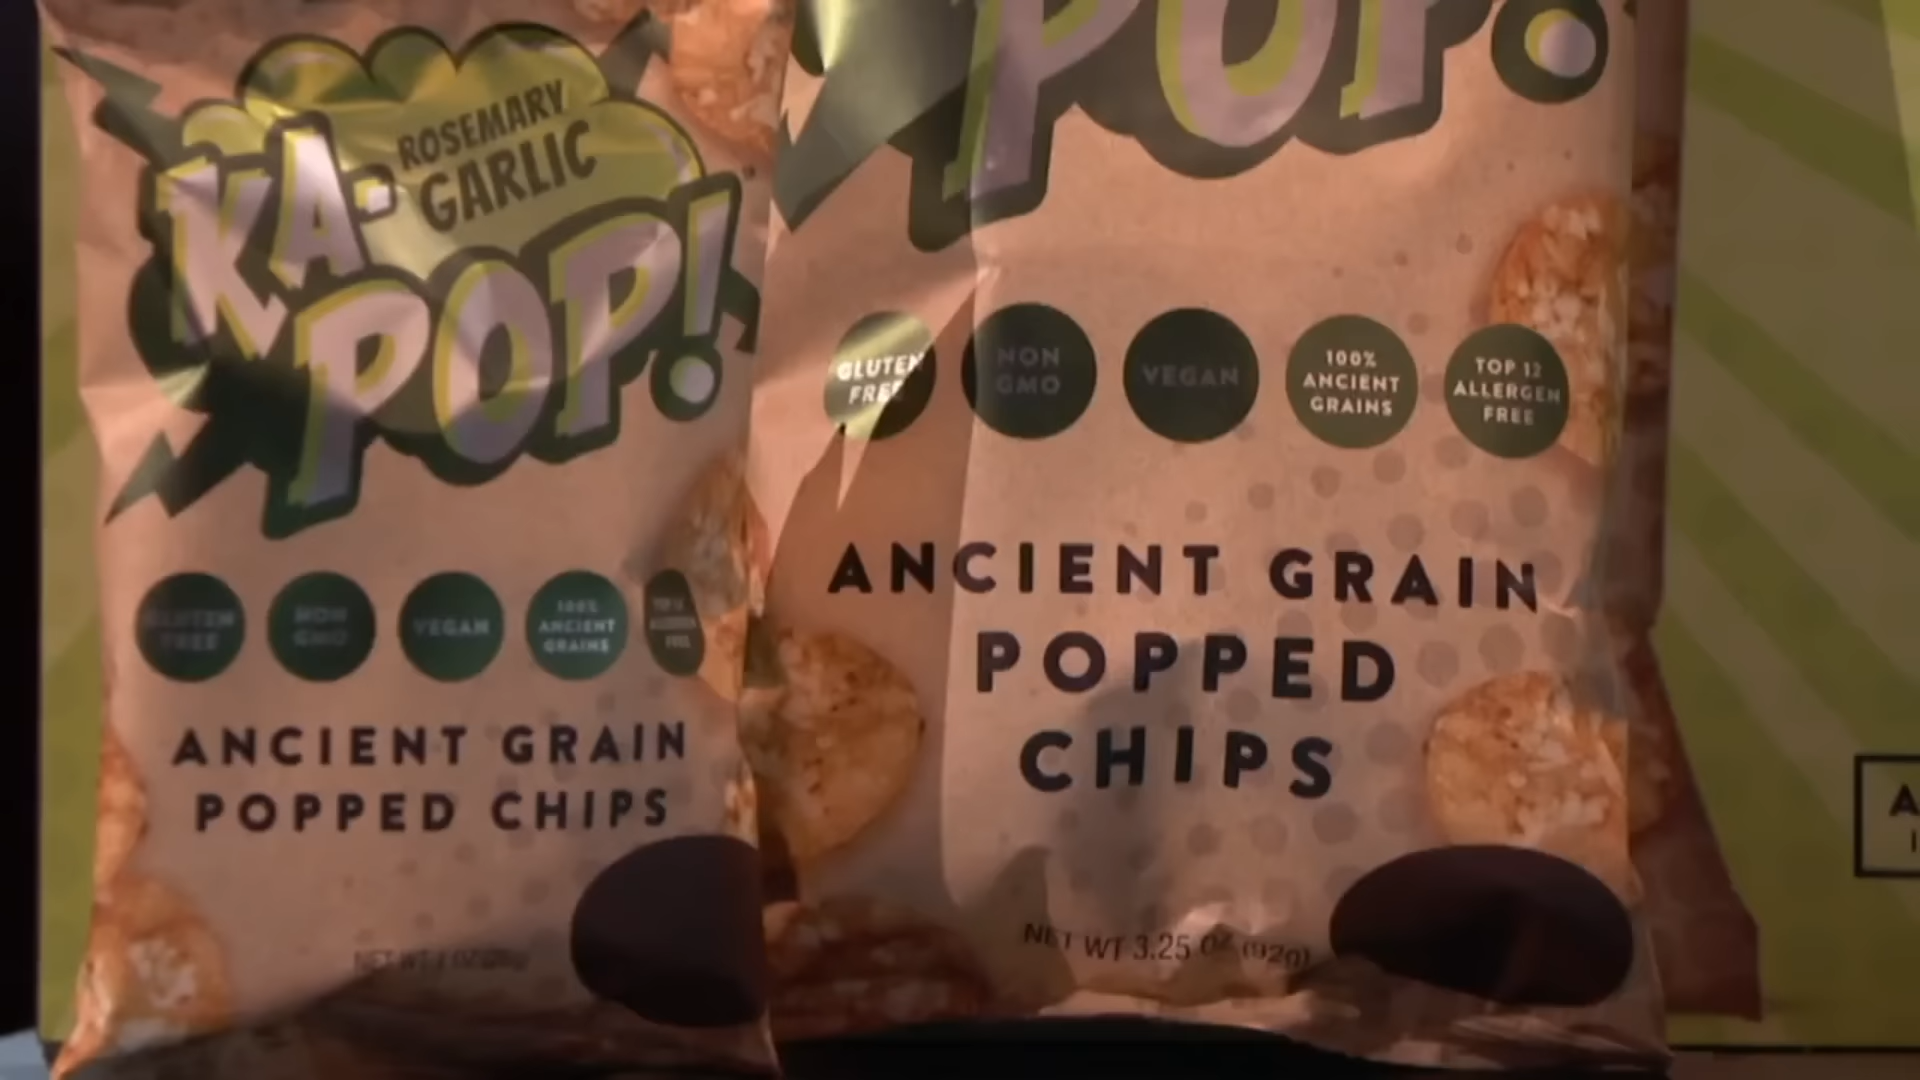 ROSEMARY
GARLIC
KA-
POP!
GLUTEN FREE
NON GMO
VEGAN
100% ANCIENT GRAINS
ANCIENT GRAIN
POPPED CHIPS
POP!
GLUTEN FREE
NON GMO
VEGAN
100% ANCIENT GRAINS
TOP 12 ALLERGEN FREE
ANCIENT GRAIN
POPPED
CHIPS
NET WT 3.25 OZ (92g)